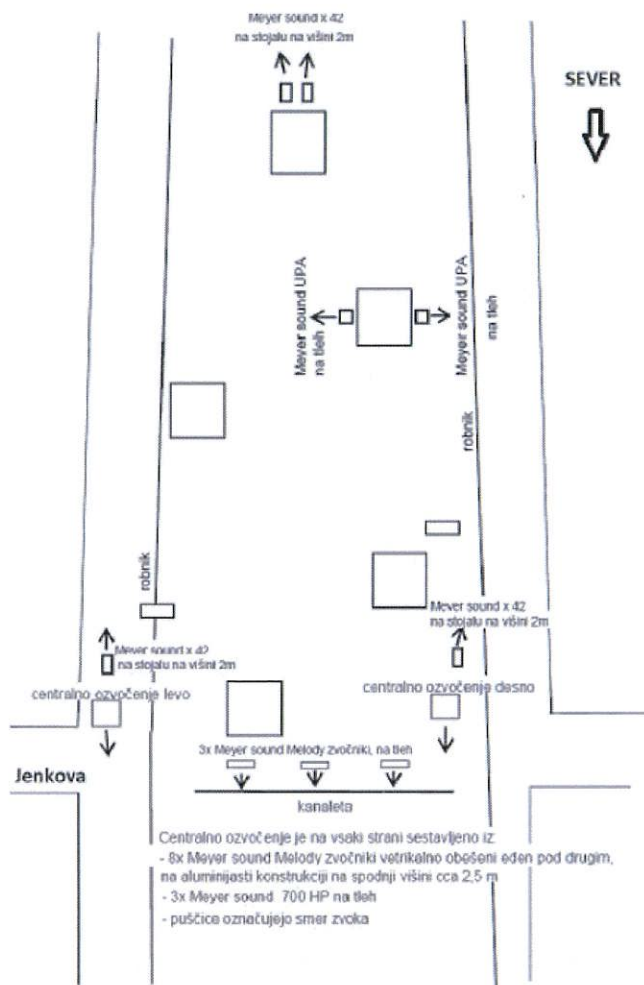 Meyer sound x 42
na stojalu na višini 2m
SEVER
Meyer sound UPA
na tleh
Meyer sound UPA
na tleh
robnik
robnik
Meyer sound x 42
na stojalu na višini 2m
Meyer sound x 42
na stojalu na višini 2m
centralno ozvočenje levo
centralno ozvočenje desno
3x Meyer sound Melody zvočniki, na tleh
Jenkova
kanaleta
Centralno ozvočenje je na vsaki strani sestavljeno iz:
- 8x Meyer sound Melody zvočniki vetrikalno obešeni eden pod drugim,
na aluminijasti konstrukciji na spodnji višini cca 2,5 m
- 3x Meyer sound 700 HP na tleh
- puščice označujejo smer zvoka